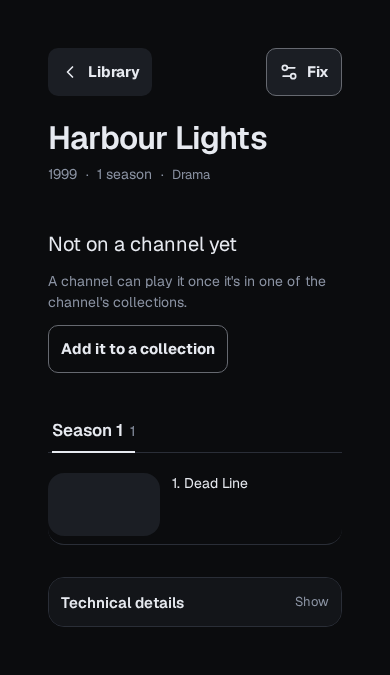 Library
Fix
Harbour Lights
1999 · 1 season · Drama
Not on a channel yet
A channel can play it once it's in one of the
channel's collections.
Add it to a collection
Season 1 1
1. Dead Line
Technical details
Show